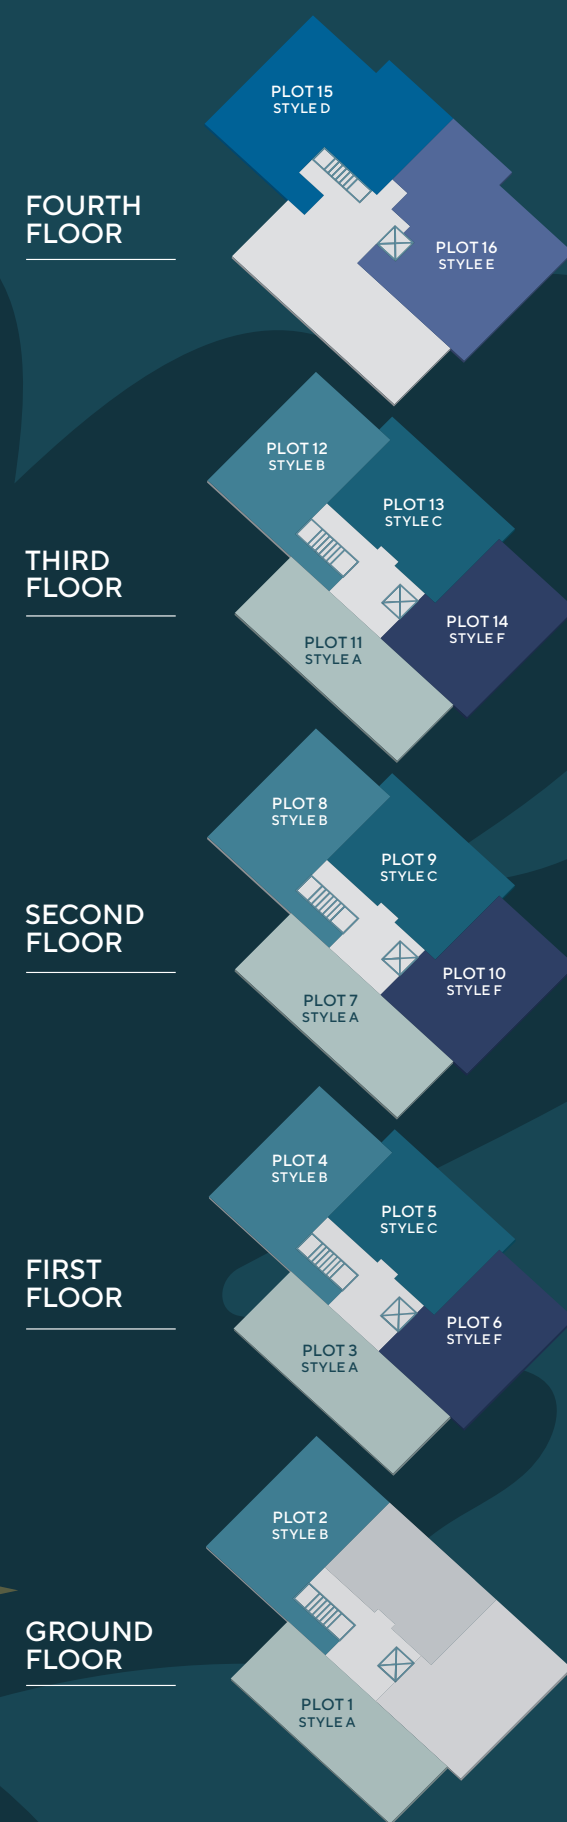 PLOT 15
STYLE D
FOURTH
FLOOR
PLOT 16
STYLE E
PLOT 12
STYLE B
PLOT 13
STYLE C
THIRD
FLOOR
PLOT 14
STYLE F
PLOT 11
STYLE A
PLOT 8
STYLE B
PLOT 9
STYLE C
SECOND
FLOOR
PLOT 10
STYLE F
PLOT 7
STYLE A
PLOT 4
STYLE B
PLOT 5
STYLE C
FIRST
FLOOR
PLOT 6
STYLE F
PLOT 3
STYLE A
PLOT 2
STYLE B
GROUND
FLOOR
PLOT 1
STYLE A